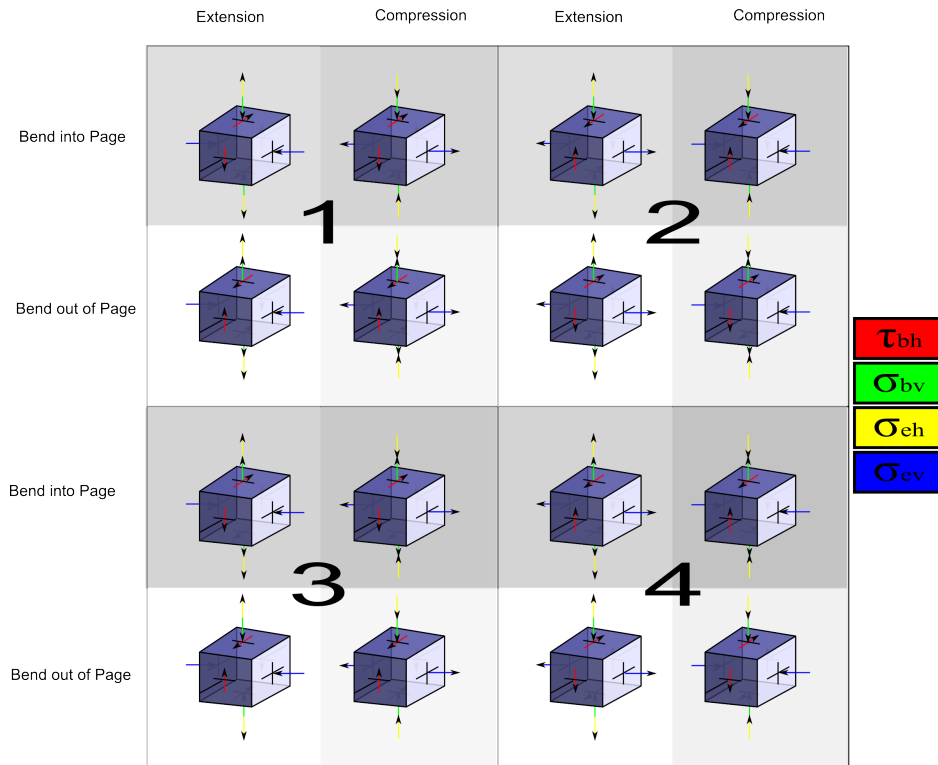 Extension Compression Extension Compression
Bend into Page
1 2
Bend out of Page
τbh
σbv
σeh
σev
Bend into Page
3 4
Bend out of Page